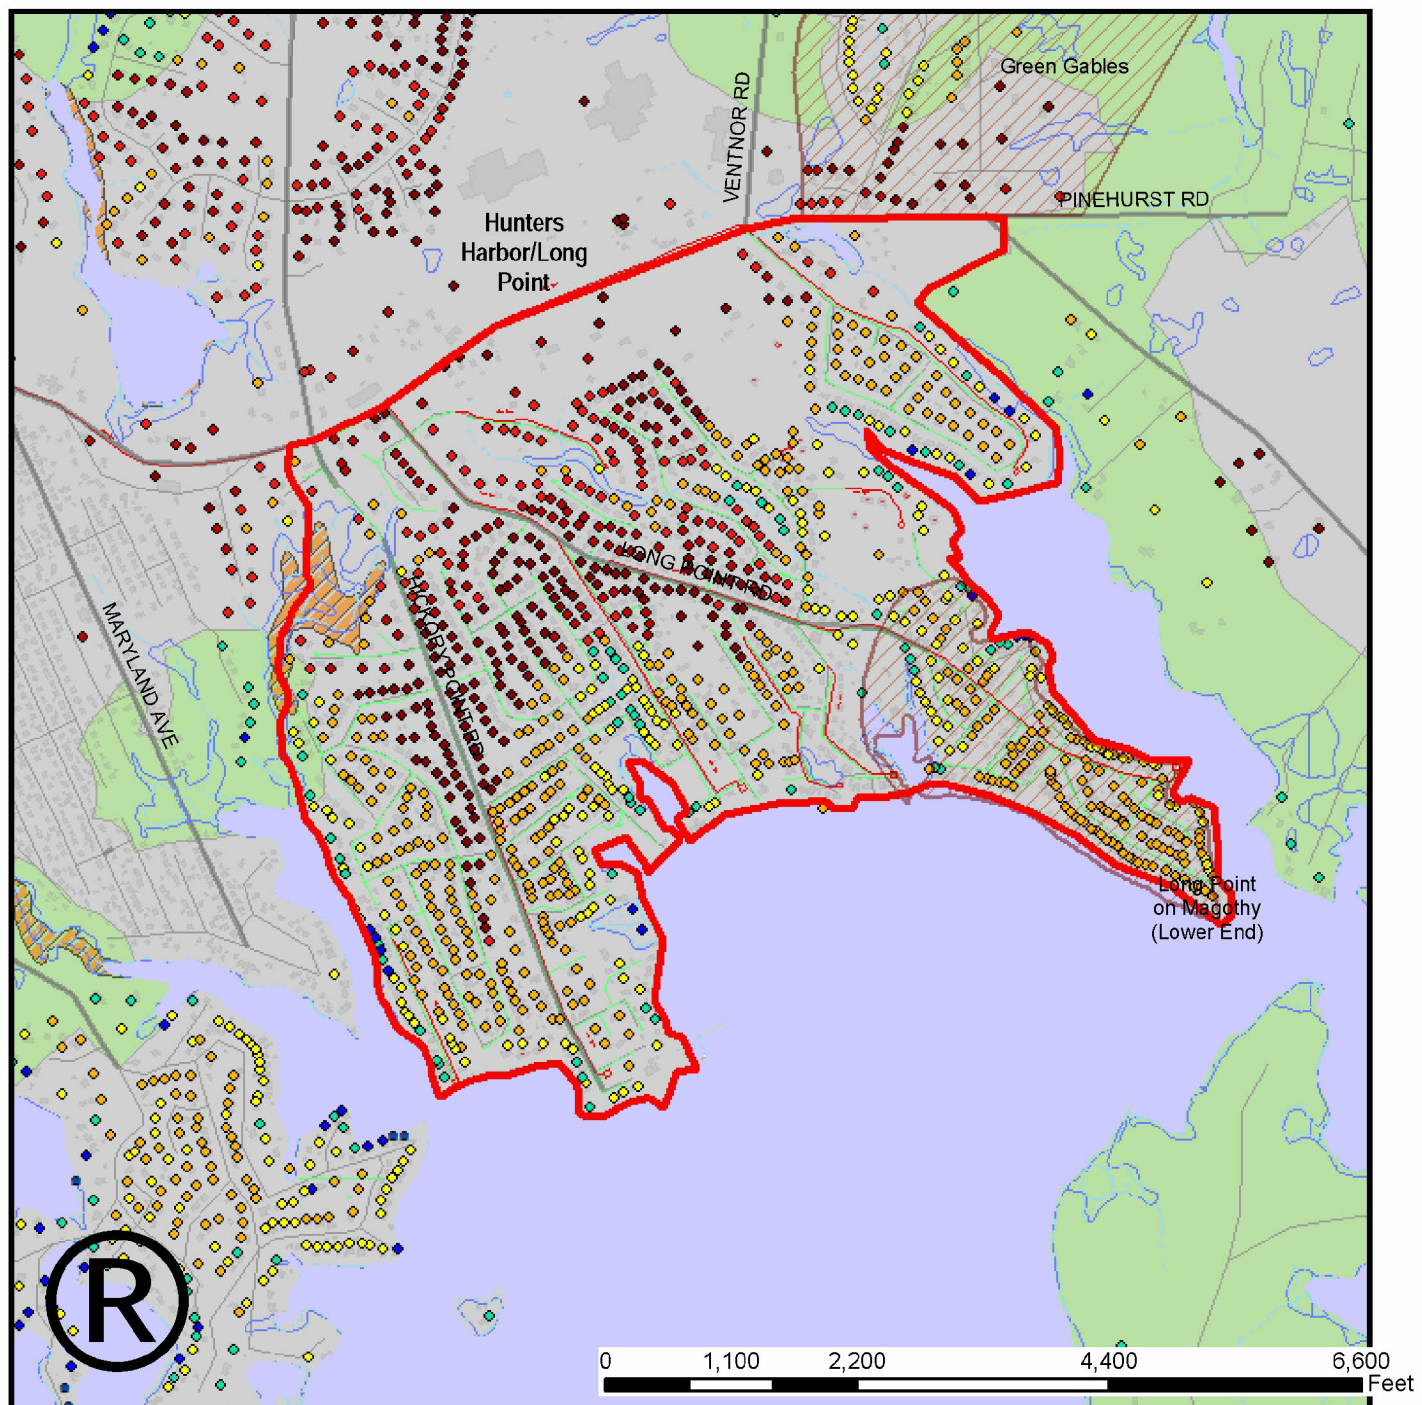 Green Gables
VENTNOR RD
PINEHURST RD
Hunters
Harbor/Long
Point
LONG POINT RD
HICKORY POINT RD
MARYLAND AVE
Long Point
on Magothy
(Lower End)
R
0 1,100 2,200 4,400 6,600
Feet